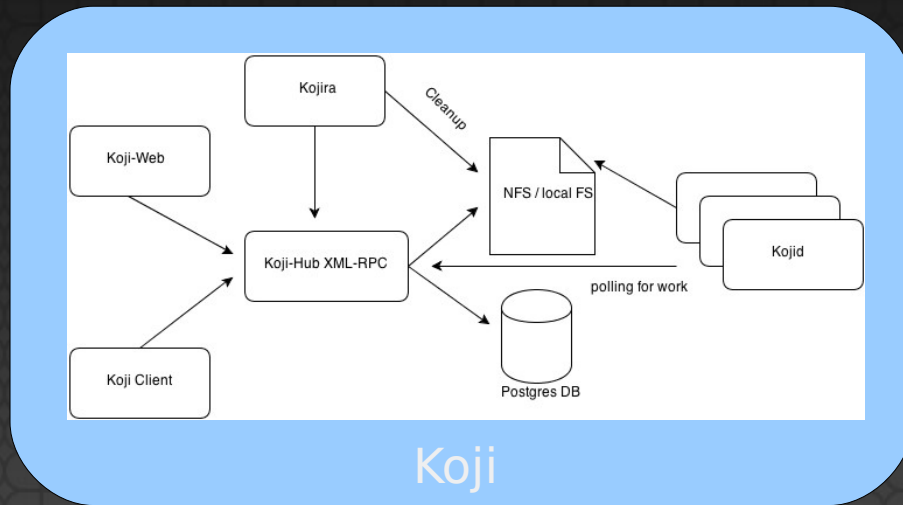 Kojira
Cleanup
Koji-Web
NFS / local FS
Koji-Hub XML-RPC
Kojid
polling for work
Koji Client
Postgres DB
Koji